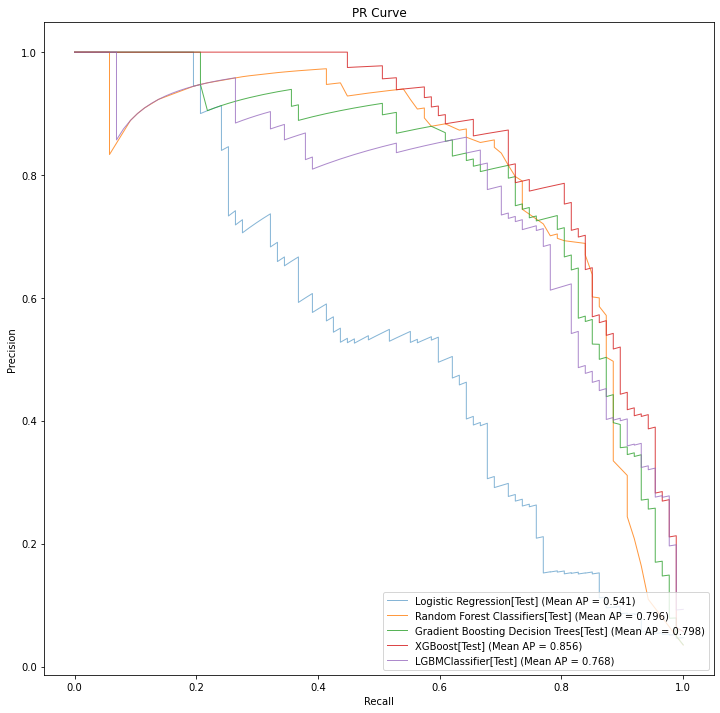 PR Curve
1.0
0.8
0.6
0.4
0.2
0.0
Precision
0.0 0.2 0.4 0.6 0.8 1.0
Recall
Logistic Regression[Test] (Mean AP = 0.541)
Random Forest Classifiers[Test] (Mean AP = 0.796)
Gradient Boosting Decision Trees[Test] (Mean AP = 0.798)
XGBoost[Test] (Mean AP = 0.856)
LGBMClassifier[Test] (Mean AP = 0.768)